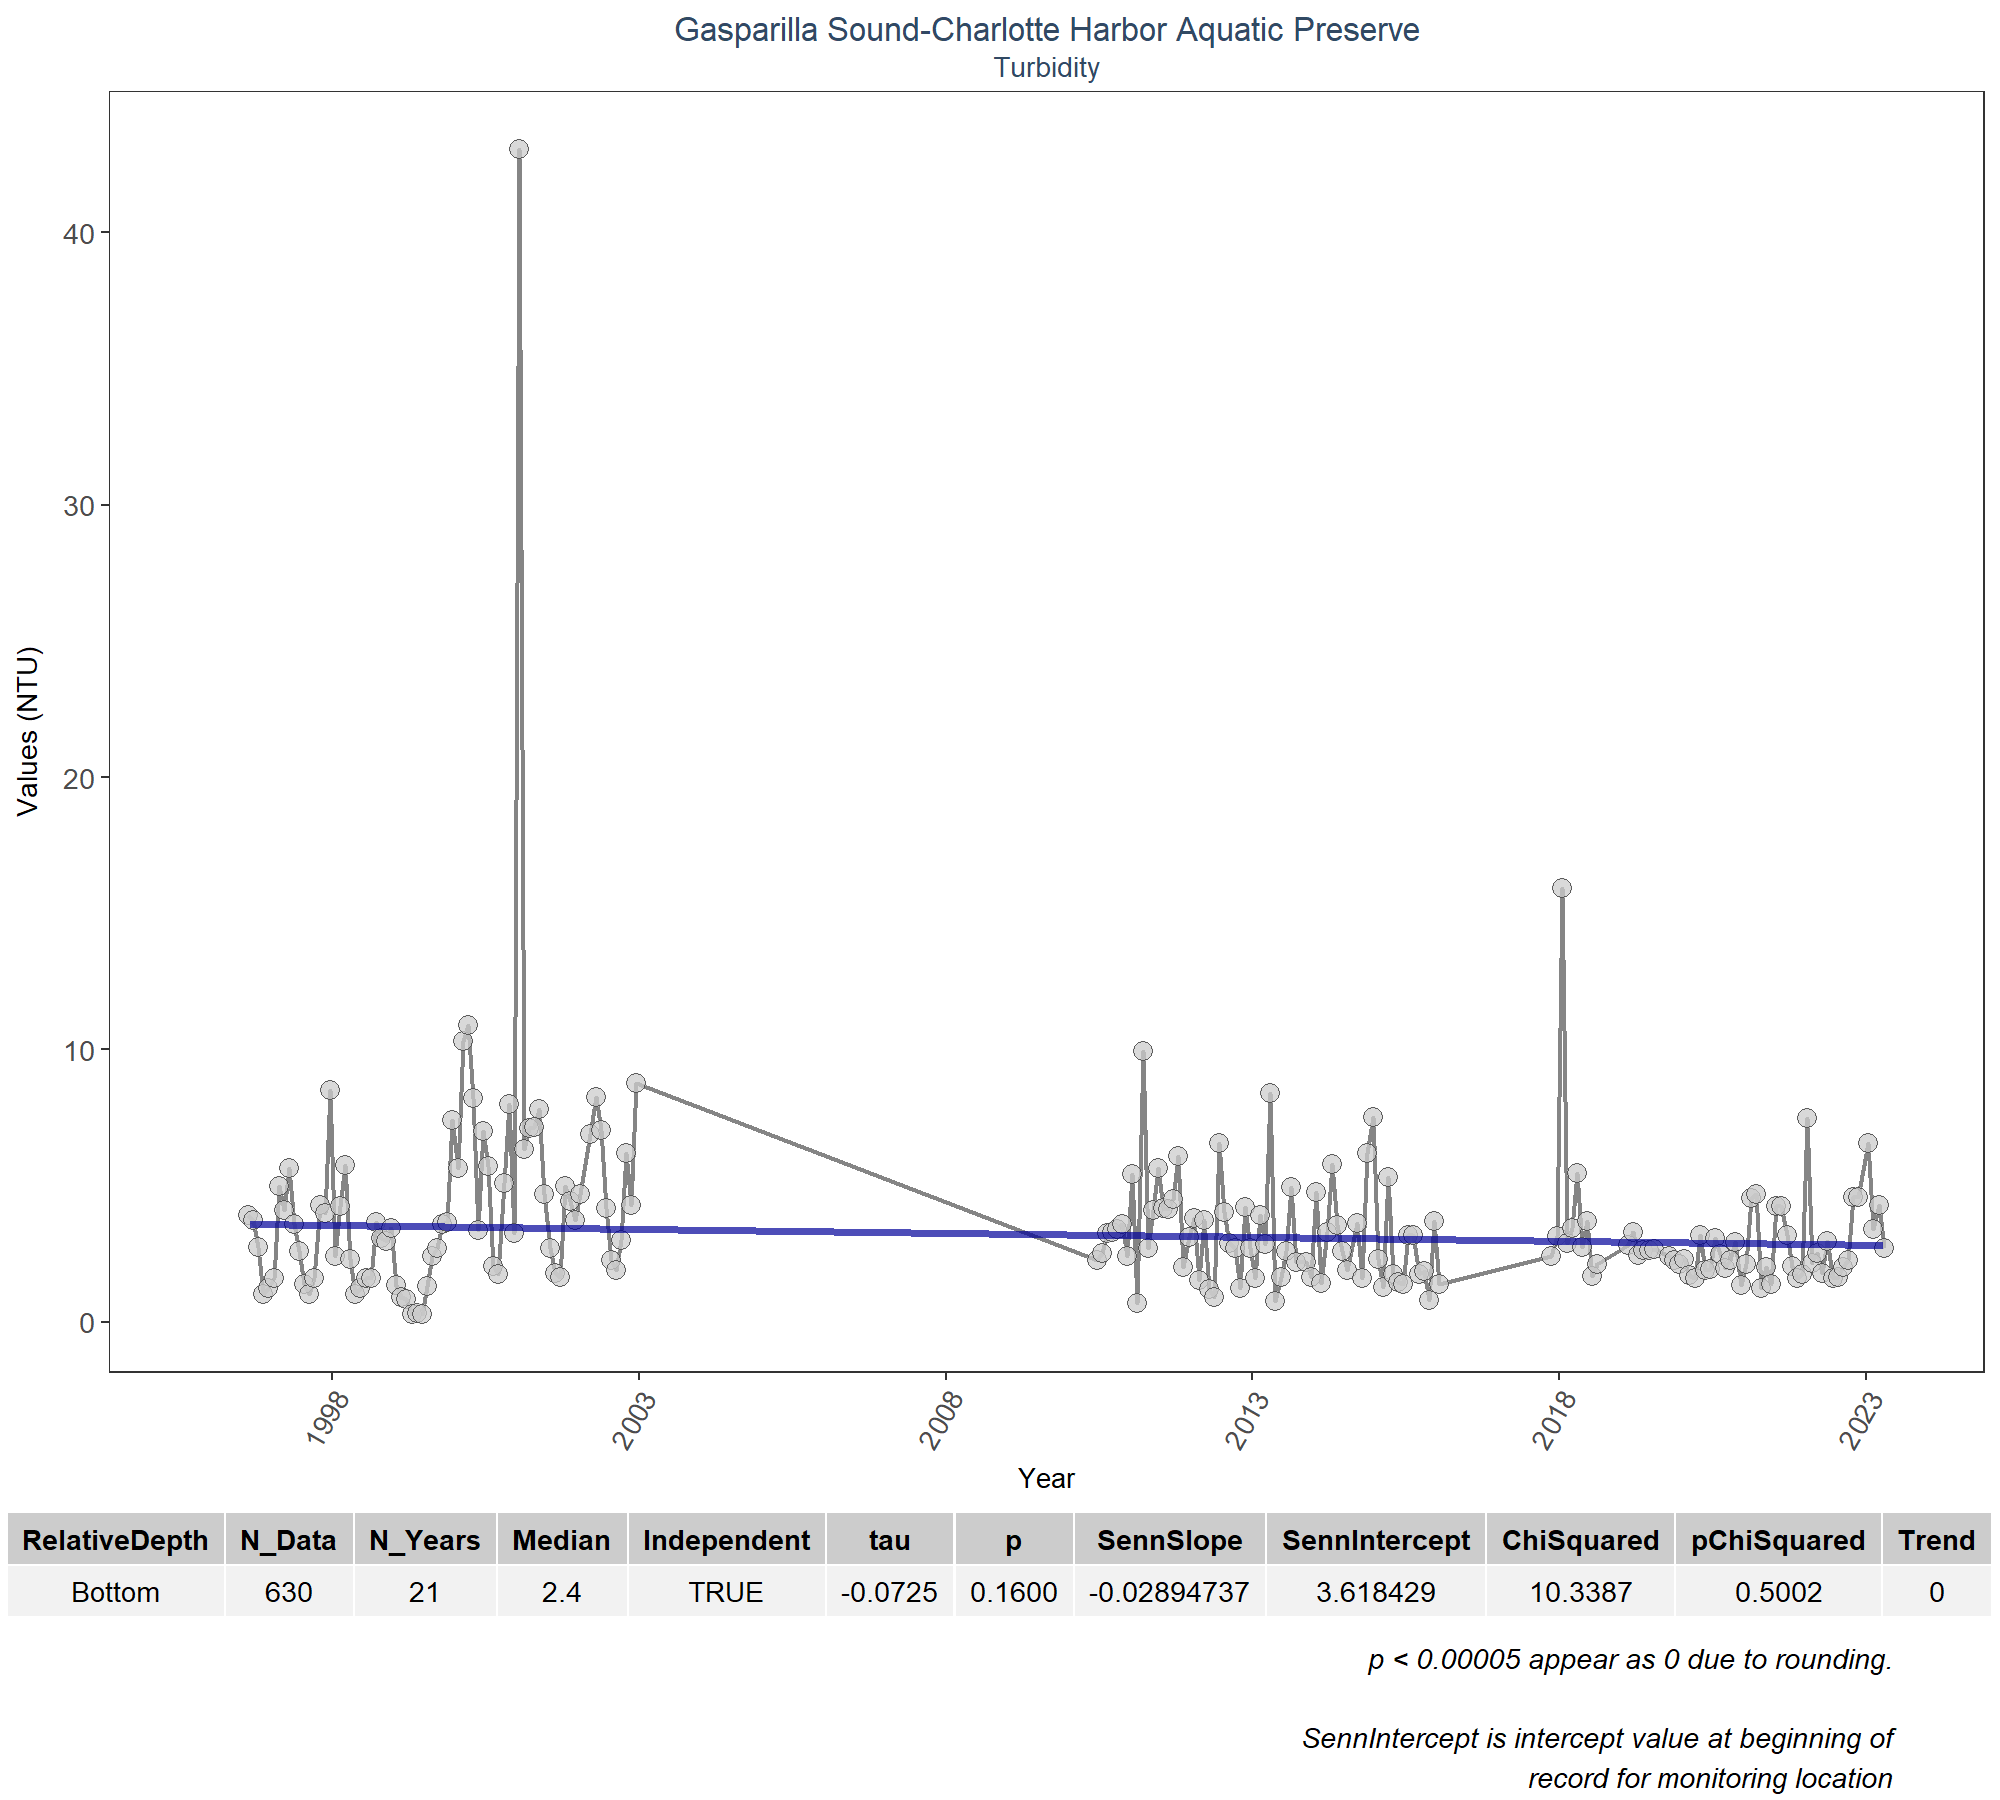 Gasparilla Sound-Charlotte Harbor Aquatic Preserve
Turbidity
Values (NTU)
40
30
20
10
0
1998
2003
2008
2013
2018
2023
Year
RelativeDepth N_Data N_Years Median Independent tau p SennSlope SennIntercept ChiSquared pChiSquared Trend
Bottom 630 21 2.4 TRUE -0.0725 0.1600 -0.02894737 3.618429 10.3387 0.5002 0
p < 0.00005 appear as 0 due to rounding.
SennIntercept is intercept value at beginning of
record for monitoring location